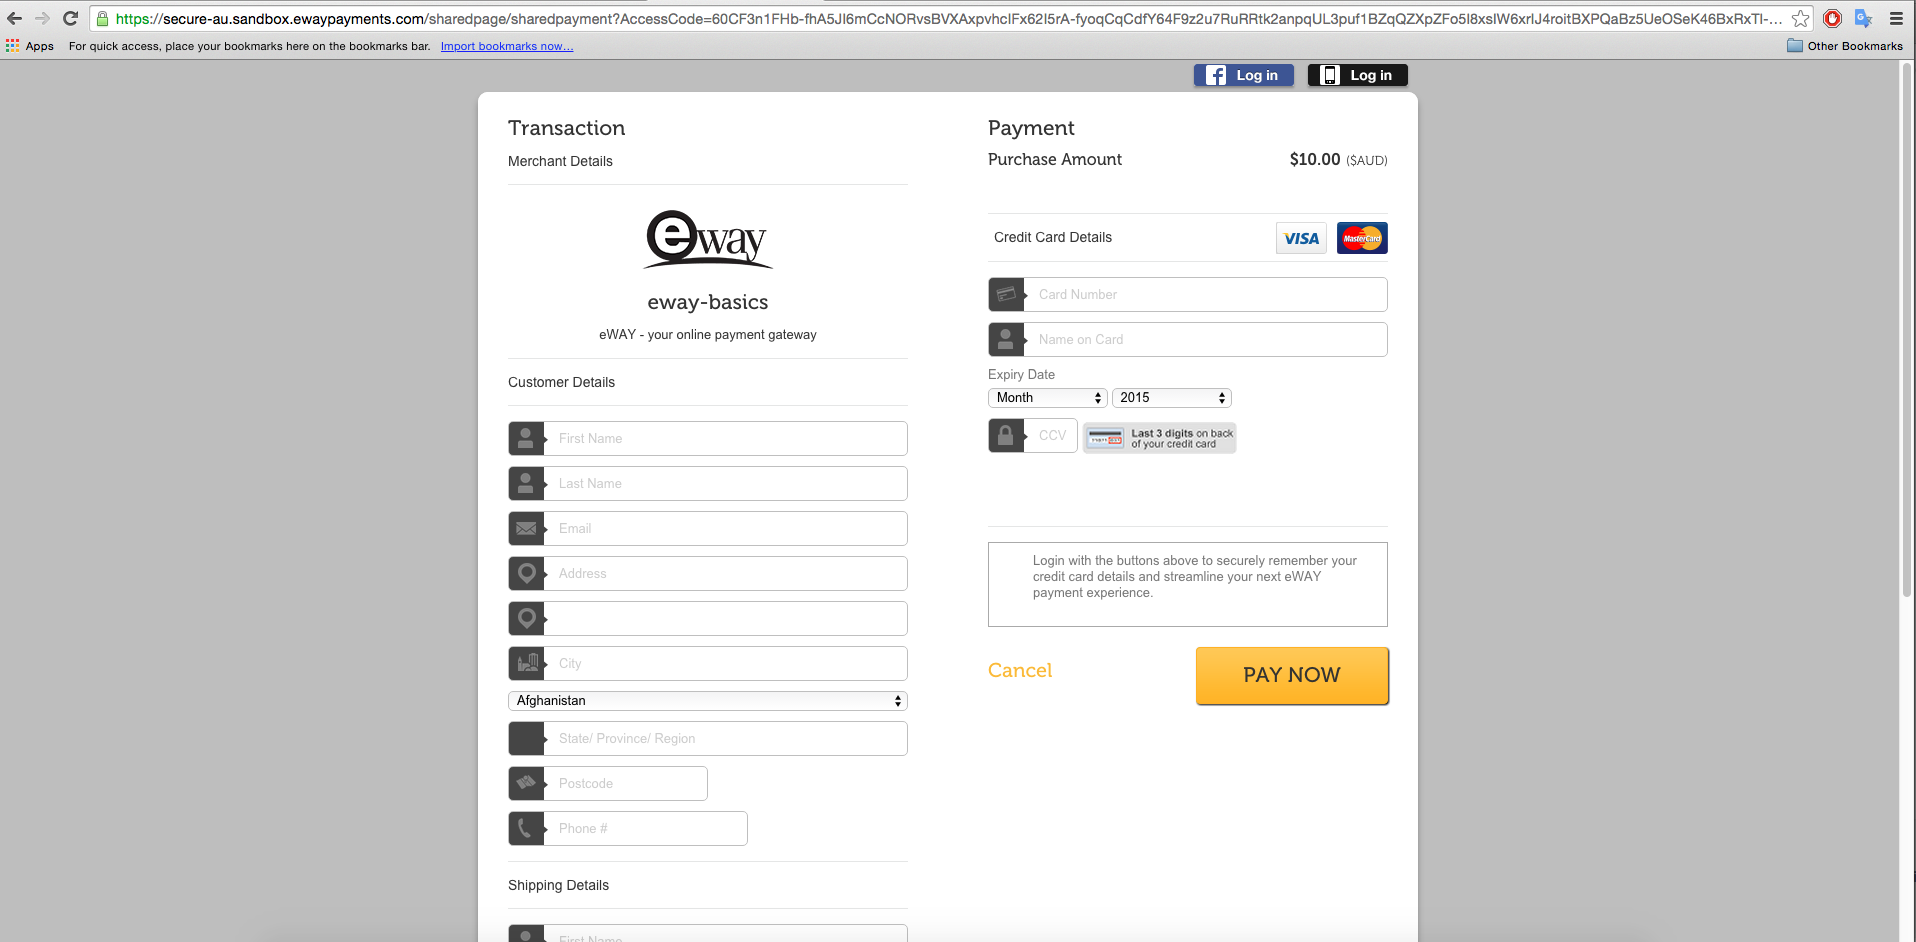 https://secure-au.sandbox.ewaypayments.com/sharedpage/sharedpayment?AccessCode=60CF3n1FHb-fhA5JI6mCcNORvsBVXAxpvhcIFx62I5rA-fyoqCqCdfY64F9z2u7RuRRtk2anpqUL3puf1BZqQZXpZFo5I8xsIW6xrlJ4roitBXPQaBz5UeOSeK46BxRxTI-...
Apps For quick access, place your bookmarks here on the bookmarks bar. Import bookmarks now... Other Bookmarks
Log in Log in
Transaction
Merchant Details
eway
eway-basics
eWAY - your online payment gateway
Customer Details
First Name
Last Name
Email
Address
City
Afghanistan
State/ Province/ Region
Postcode
Phone #
Shipping Details
First Name
Payment
Purchase Amount $10.00 ($AUD)
Credit Card Details VISA MasterCard
Card Number
Name on Card
Expiry Date
Month 2015
CCV Last 3 digits on back
of your credit card
Login with the buttons above to securely remember your
credit card details and streamline your next eWAY
payment experience.
Cancel PAY NOW